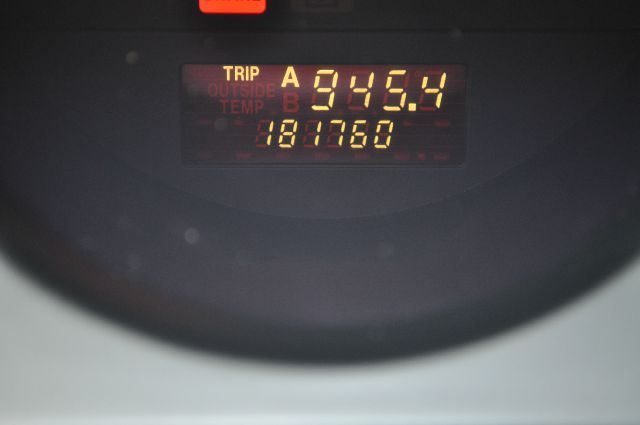 TRIP A 945.4
OUTSIDE
TEMP B
181760